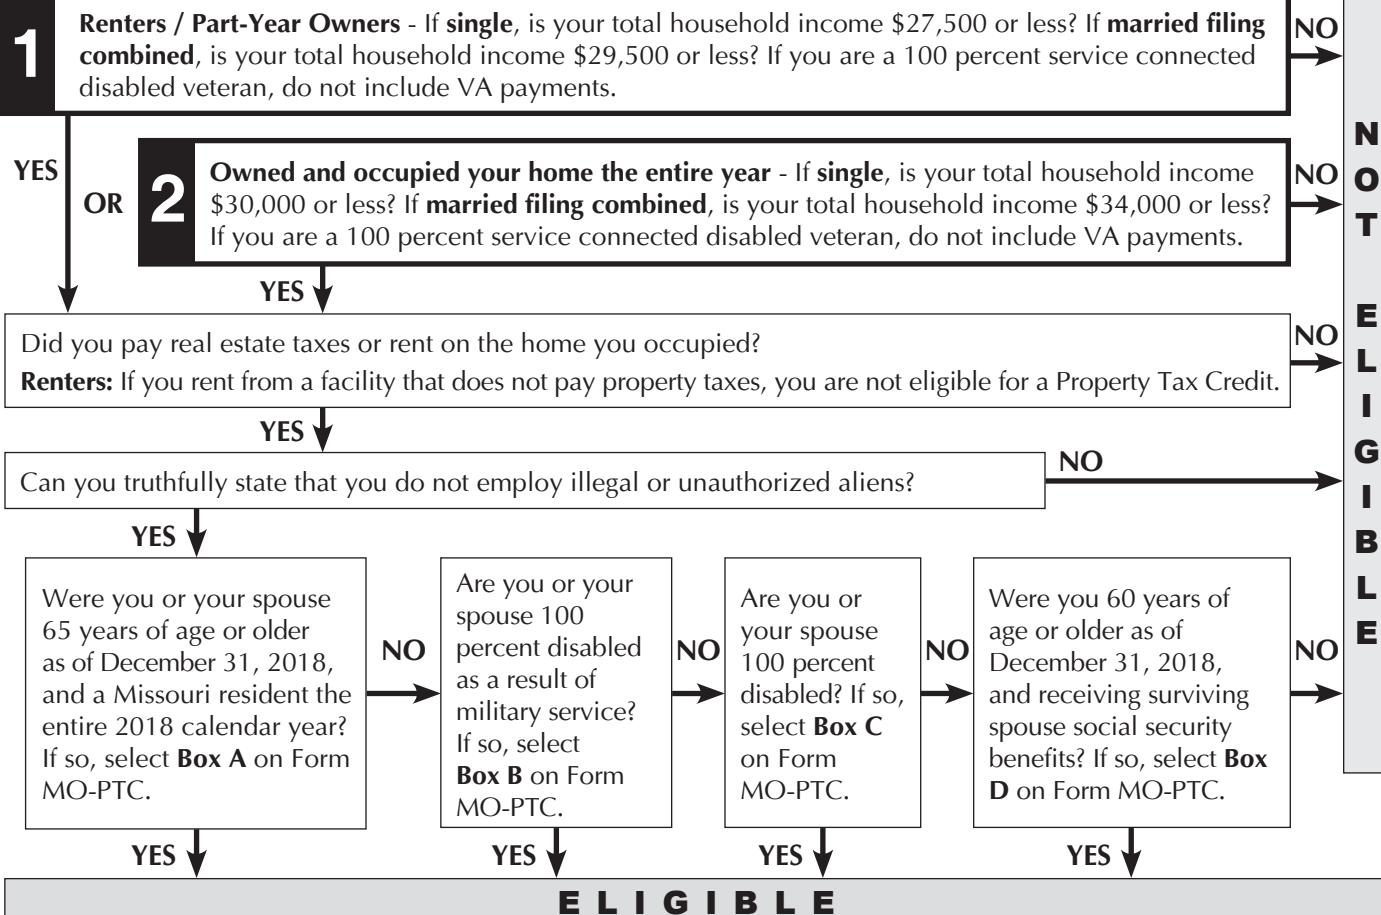 1
Renters / Part-Year Owners - If single, is your total household income $27,500 or less? If married filing
combined, is your total household income $29,500 or less? If you are a 100 percent service connected
disabled veteran, do not include VA payments.
NO
YES
OR
2
Owned and occupied your home the entire year - If single, is your total household income
$30,000 or less? If married filing combined, is your total household income $34,000 or less?
If you are a 100 percent service connected disabled veteran, do not include VA payments.
NO
YES
Did you pay real estate taxes or rent on the home you occupied?
Renters: If you rent from a facility that does not pay property taxes, you are not eligible for a Property Tax Credit.
NO
YES
Can you truthfully state that you do not employ illegal or unauthorized aliens?
NO
YES
Were you or your spouse
65 years of age or older
as of December 31, 2018,
and a Missouri resident the
entire 2018 calendar year?
If so, select Box A on Form
MO-PTC.
NO
Are you or your
spouse 100
percent disabled
as a result of
military service?
If so, select
Box B on Form
MO-PTC.
NO
Are you or
your spouse
100 percent
disabled? If so,
select Box C
on Form
MO-PTC.
NO
Were you 60 years of
age or older as of
December 31, 2018,
and receiving surviving
spouse social security
benefits? If so, select Box
D on Form MO-PTC.
NO
YES
YES
YES
YES
NOT ELIGIBLE
ELIGIBLE